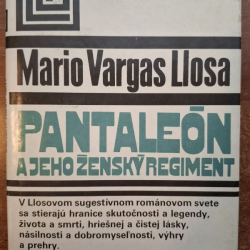 Mario Vargas Llosa
PANTALEÓN
A JEHO ŽENSKÝ REGIMENT
V Llosovom sugestívnom románovom svete
sa stierajú hranice skutočnosti a legendy,
života a smrti, hriešnej a čistej lásky,
násilnosti a dobromyseľnosti, výhry
a prehry.